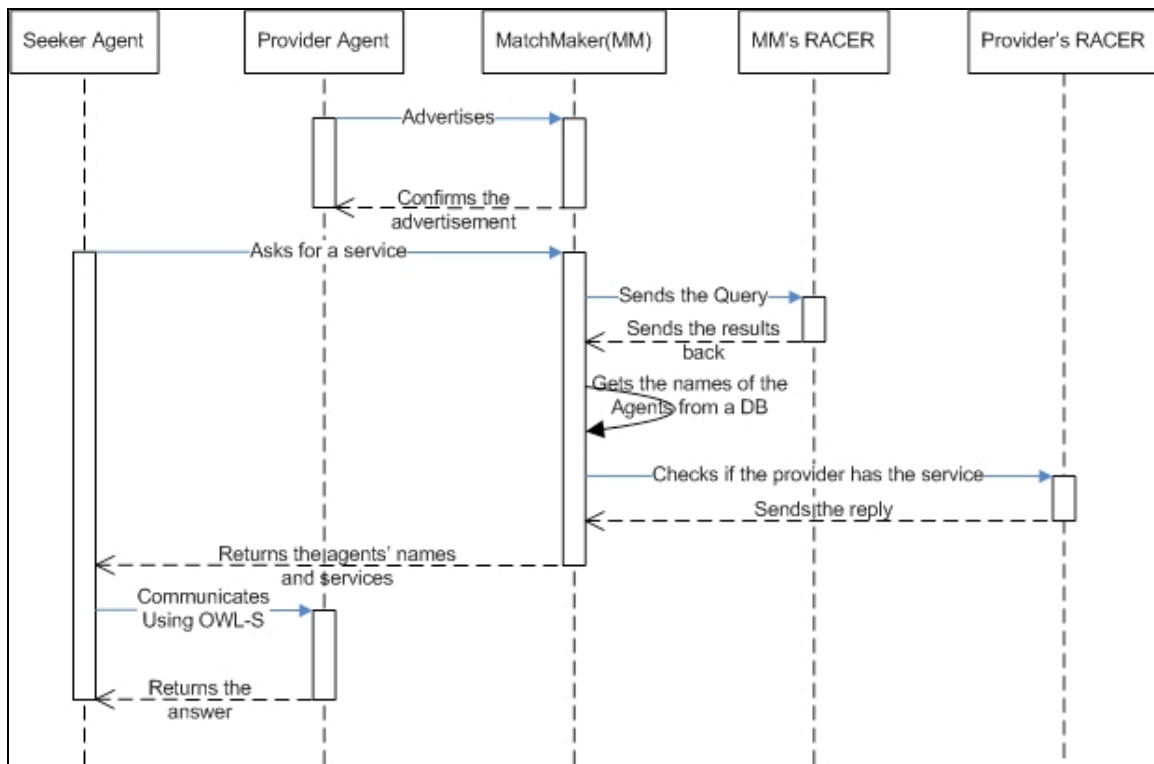 Seeker Agent
Provider Agent
MatchMaker(MM)
MM's RACER
Provider's RACER
Advertises
Confirms the
advertisement
Asks for a service
Sends the Query
Sends the results
back
Gets the names of the
Agents from a DB
Checks if the provider has the service
Sends the reply
Returns the agents' names
and services
Communicates
Using OWL-S
Returns the
answer